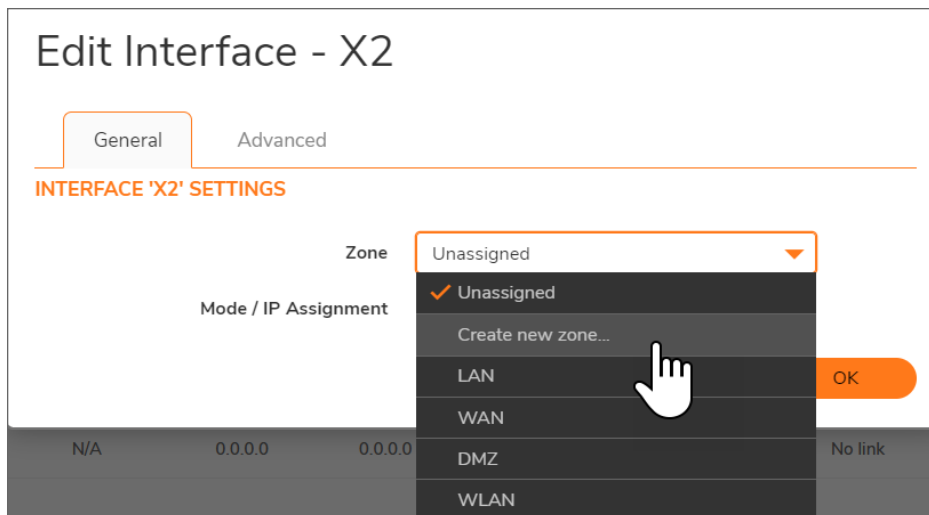 Edit Interface - X2
General Advanced
INTERFACE 'X2' SETTINGS
Zone Unassigned
Unassigned
Mode / IP Assignment
Create new zone...
LAN
OK
WAN
N/A 0.0.0.0 0.0.0.0 No link
DMZ
WLAN